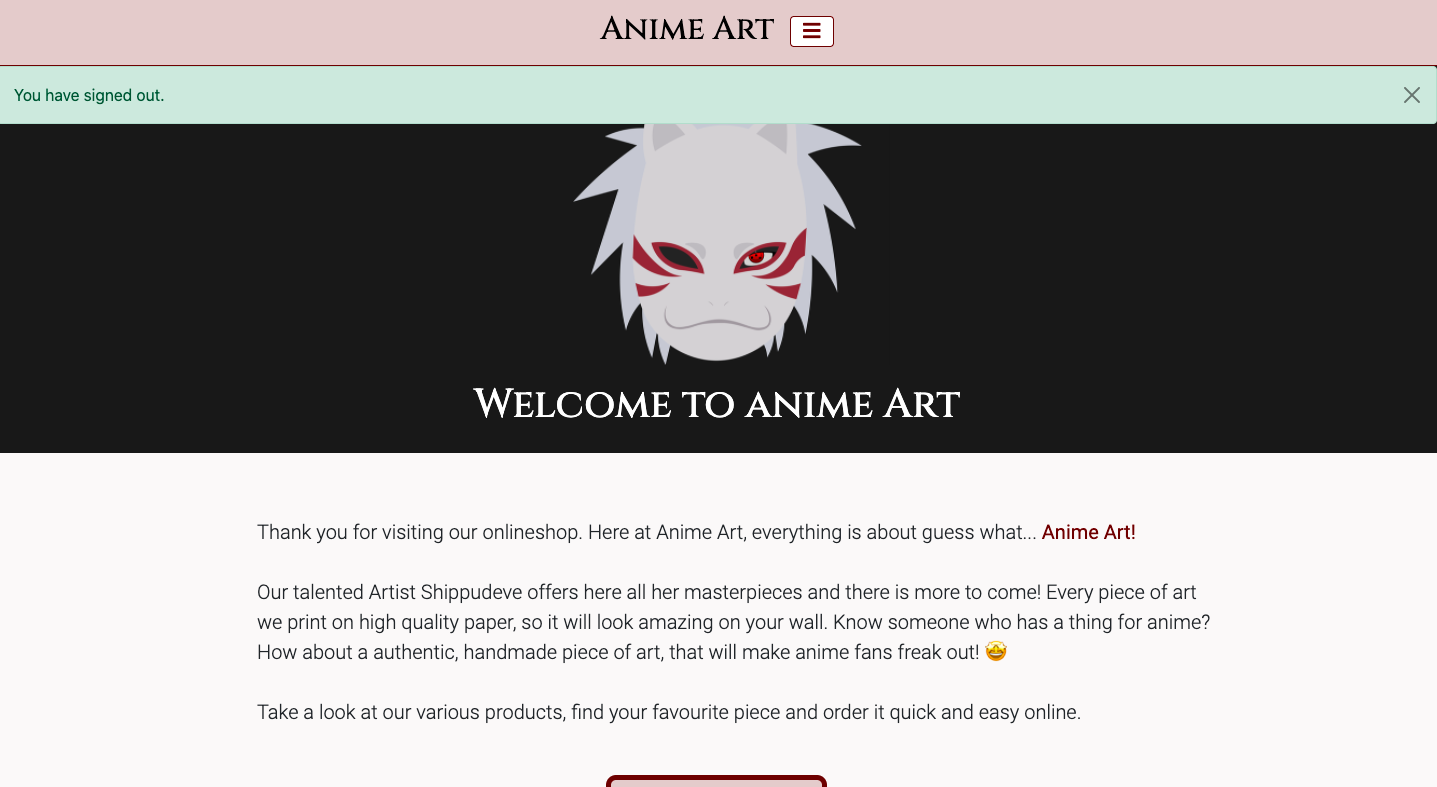 Anime Art
You have signed out.
Welcome to anime Art
Thank you for visiting our onlineshop. Here at Anime Art, everything is about guess what... Anime Art!
Our talented Artist Shippudeve offers here all her masterpieces and there is more to come! Every piece of art
we print on high quality paper, so it will look amazing on your wall. Know someone who has a thing for anime?
How about a authentic, handmade piece of art, that will make anime fans freak out! 🤩
Take a look at our various products, find your favourite piece and order it quick and easy online.